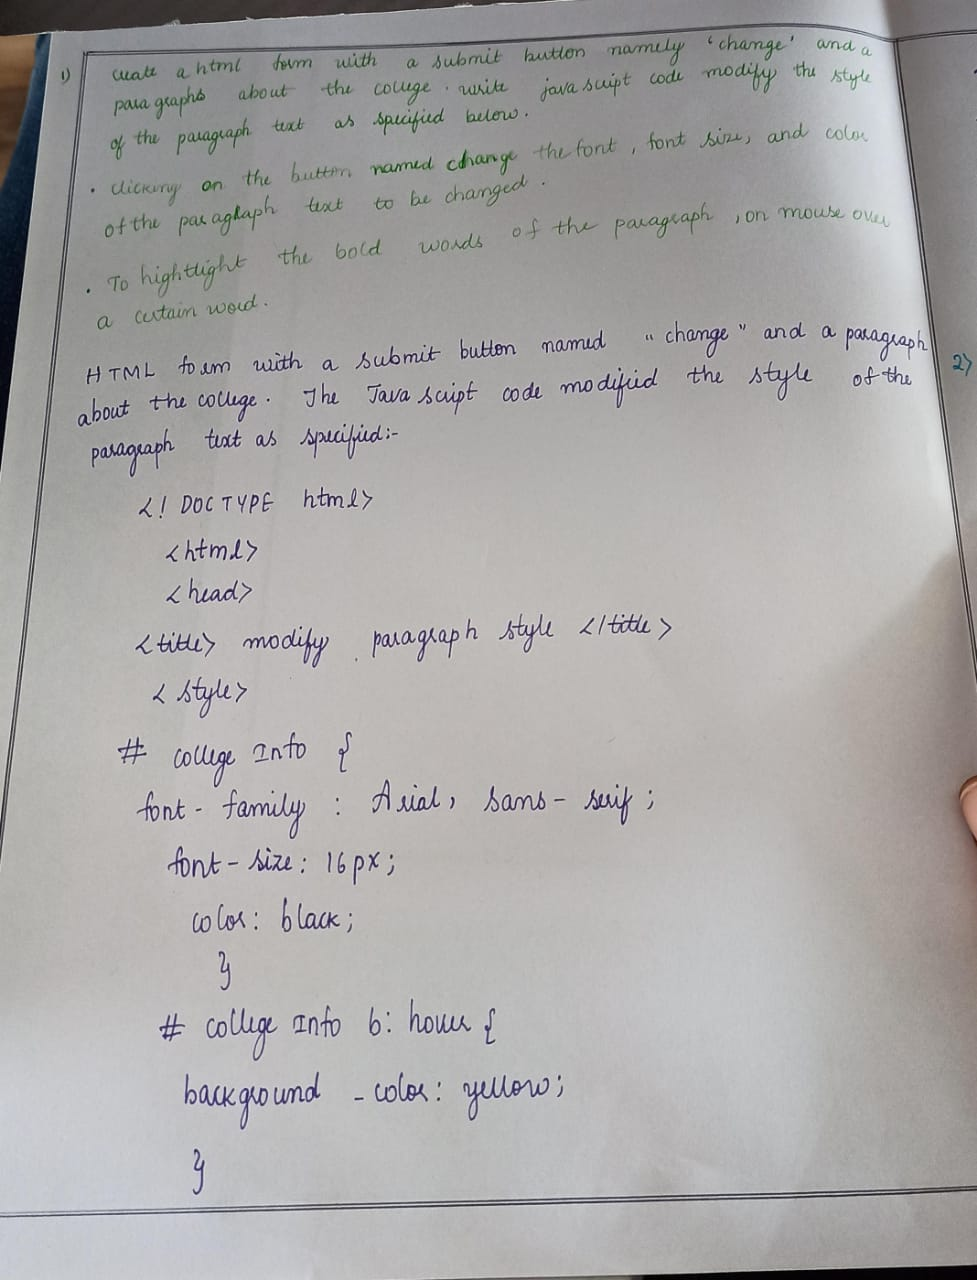 1) create a html form with a submit button namely 'change' and a
paragraphs about the college. write java script code modify the style
of the paragraph text as specified below.
. clicking on the button named change the font, font size, and color
of the paragraph text to be changed.
. To hightlight the bold words of the paragraph, on mouse over
a certain word.
HTML form with a submit button named "change" and a paragraph
about the college. The Java script code modified the style of the
paragraph text as specified:-
<! DOCTYPE html>
<html>
<head>
<title> modify paragraph style </title>
<style>
# college Info {
font-family : Arial, sans-serif ;
font-size: 16px;
color: black;
}
# college Info b: hover {
background -color: yellow;
}
2)